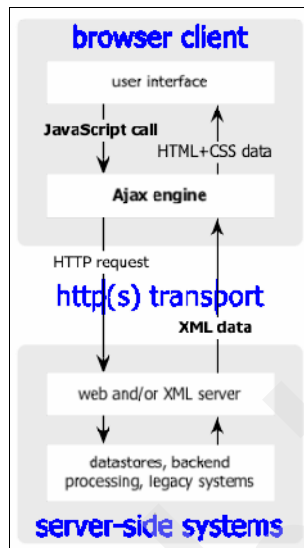 browser client
user interface
JavaScript call
HTML+CSS data
Ajax engine
HTTP request
http(s) transport
XML data
web and/or XML server
datastores, backend
processing, legacy systems
server-side systems